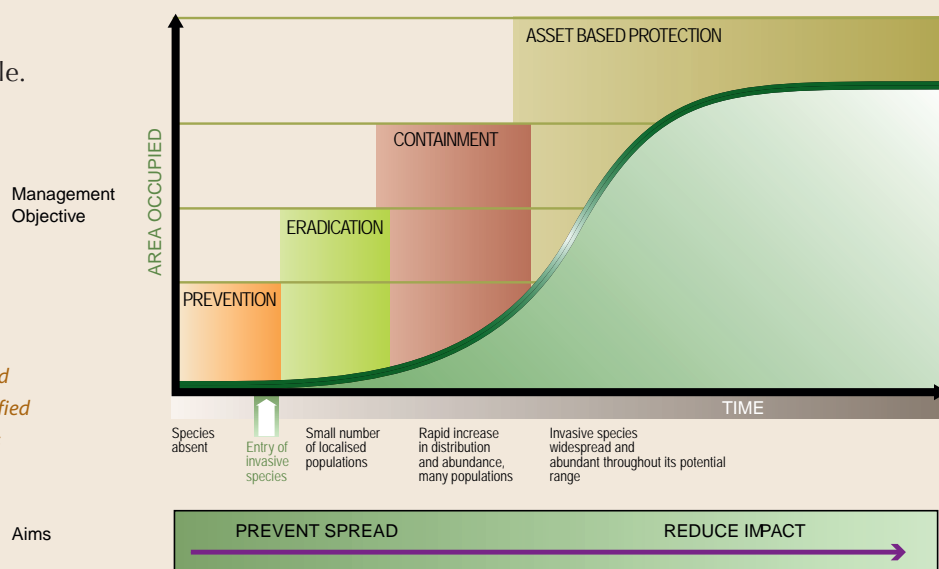 le.
ASSET BASED PROTECTION
CONTAINMENT
Management
Objective
AREA OCCUPIED
ERADICATION
PREVENTION
d
fied
TIME
Species
absent
Entry of
invasive
species
Small number
of localised
populations
Rapid increase
in distribution
and abundance,
many populations
Invasive species
widespread and
abundant throughout its potential
range
Aims
PREVENT SPREAD
REDUCE IMPACT